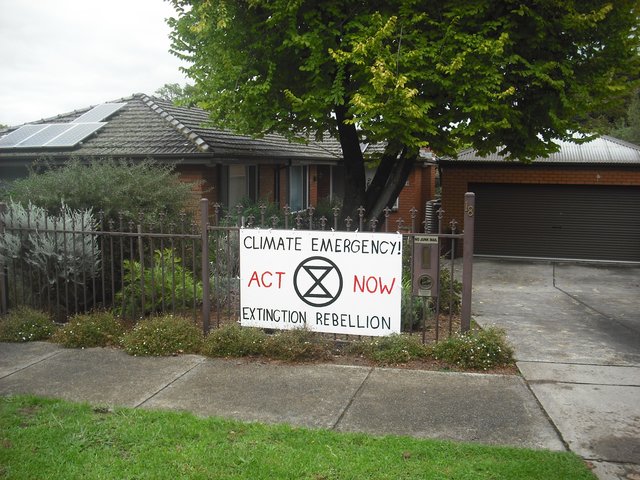 CLIMATE EMERGENCY!
ACT NOW
EXTINCTION REBELLION
NO JUNK MAIL
8